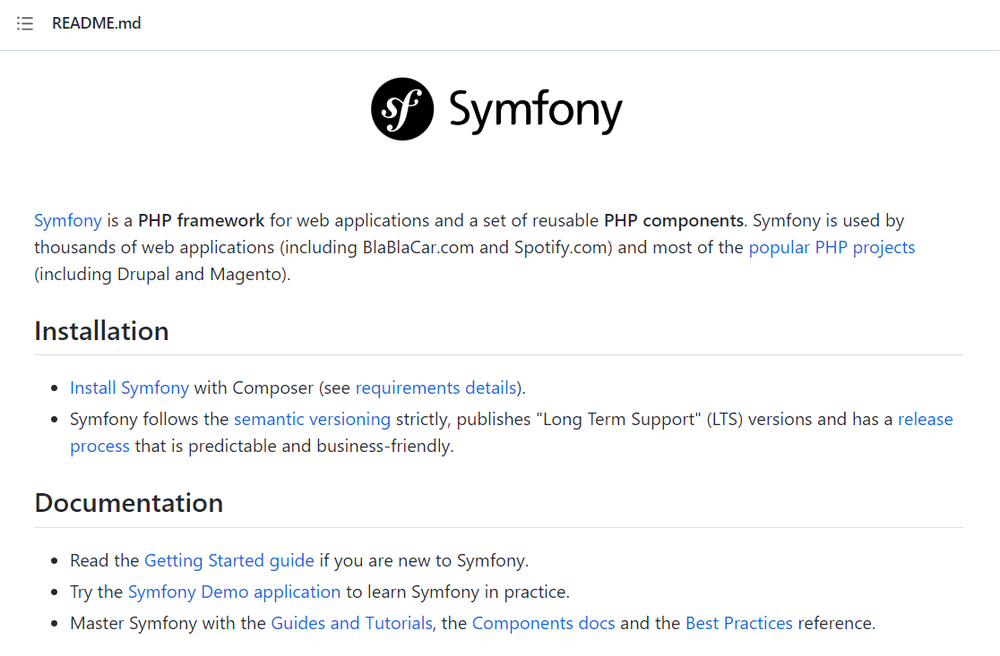 README.md
sf Symfony
Symfony is a PHP framework for web applications and a set of reusable PHP components. Symfony is used by
thousands of web applications (including BlaBlaCar.com and Spotify.com) and most of the popular PHP projects
(including Drupal and Magento).
Installation
• Install Symfony with Composer (see requirements details).
• Symfony follows the semantic versioning strictly, publishes "Long Term Support" (LTS) versions and has a release
process that is predictable and business-friendly.
Documentation
• Read the Getting Started guide if you are new to Symfony.
• Try the Symfony Demo application to learn Symfony in practice.
• Master Symfony with the Guides and Tutorials, the Components docs and the Best Practices reference.